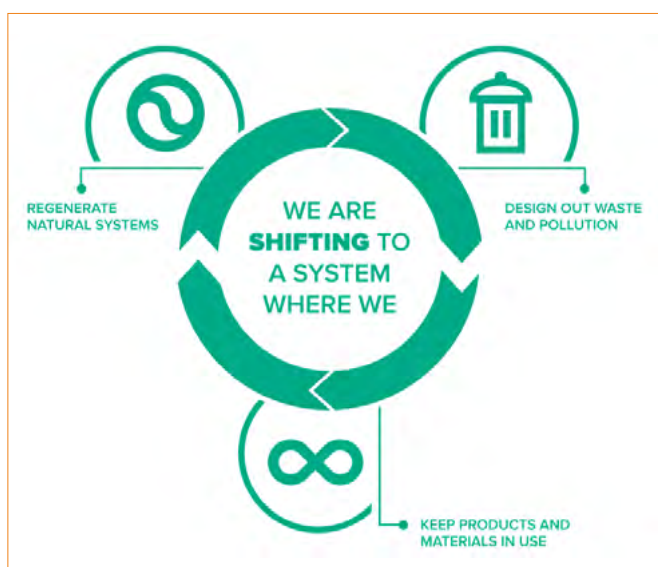 REGENERATE
NATURAL SYSTEMS
DESIGN OUT WASTE
AND POLLUTION
WE ARE
SHIFTING TO
A SYSTEM
WHERE WE
KEEP PRODUCTS AND
MATERIALS IN USE